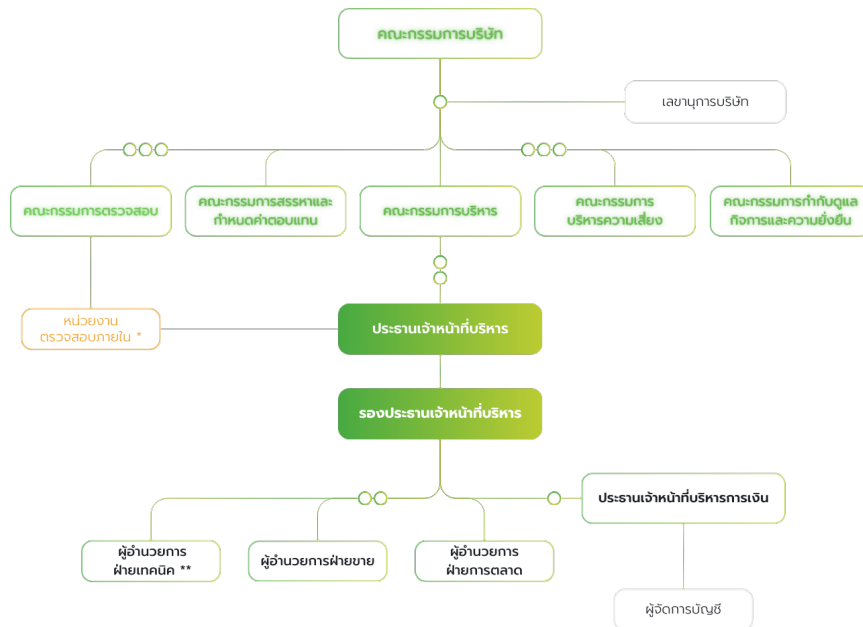 คณะกรรมการบริษัท
เลขานุการบริษัท
คณะกรรมการตรวจสอบ
คณะกรรมการสรรหาและ
กำหนดค่าตอบแทน
คณะกรรมการบริหาร
คณะกรรมการ
บริหารความเสี่ยง
คณะกรรมการกำกับดูแล
กิจการและความยั่งยืน
หน่วยงาน
ตรวจสอบภายใน *
ประธานเจ้าหน้าที่บริหาร
รองประธานเจ้าหน้าที่บริหาร
ประธานเจ้าหน้าที่บริหารการเงิน
ผู้อำนวยการ
ฝ่ายเทคนิค **
ผู้อำนวยการฝ่ายขาย
ผู้อำนวยการ
ฝ่ายการตลาด
ผู้จัดการบัญชี